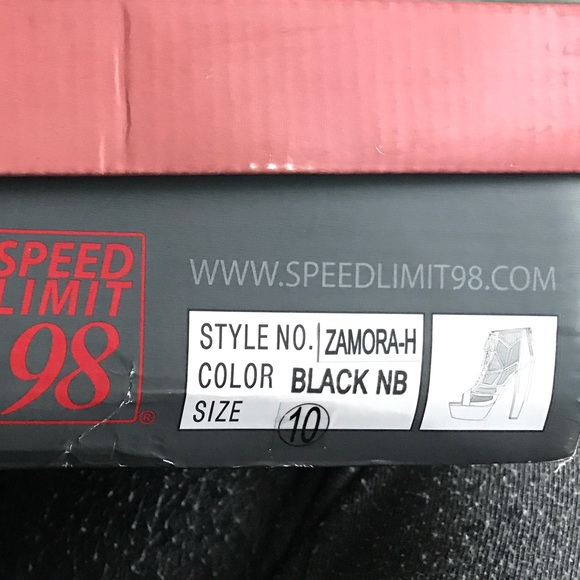 SPEED
LIMIT
98®
WWW.SPEEDLIMIT98.COM
STYLE NO. ZAMORA-H
COLOR BLACK NB
SIZE 10